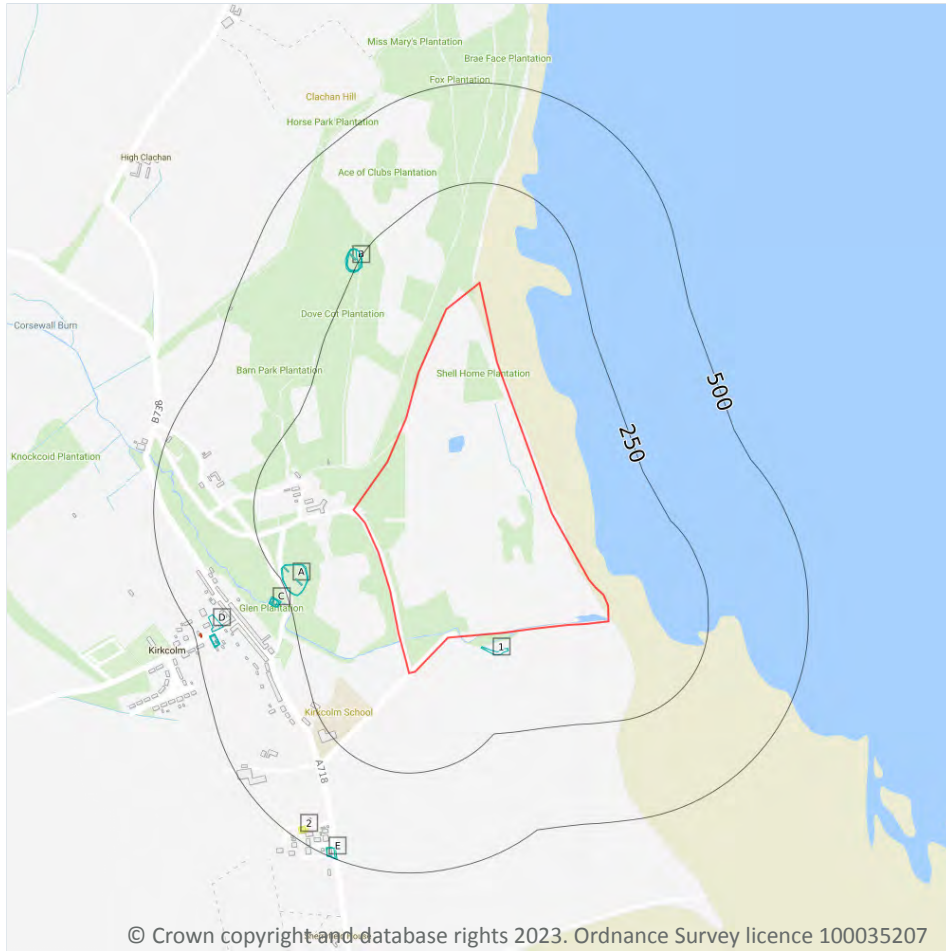 Miss Mary's Plantation
Brae Face Plantation
Fox Plantation
Clachan Hill
Horse Park Plantation
High Clachan
Ace of Clubs Plantation
B
Corsewall Burn
Dove Cot Plantation
Barn Park Plantation
Shell Home Plantation
500
250
B738
Knockcoid Plantation
A
C
Glen Plantation
D
Kirkcolm
1
Kirkcolm School
A718
2
E
© Crown copyright and database rights 2023. Ordnance Survey licence 100035207